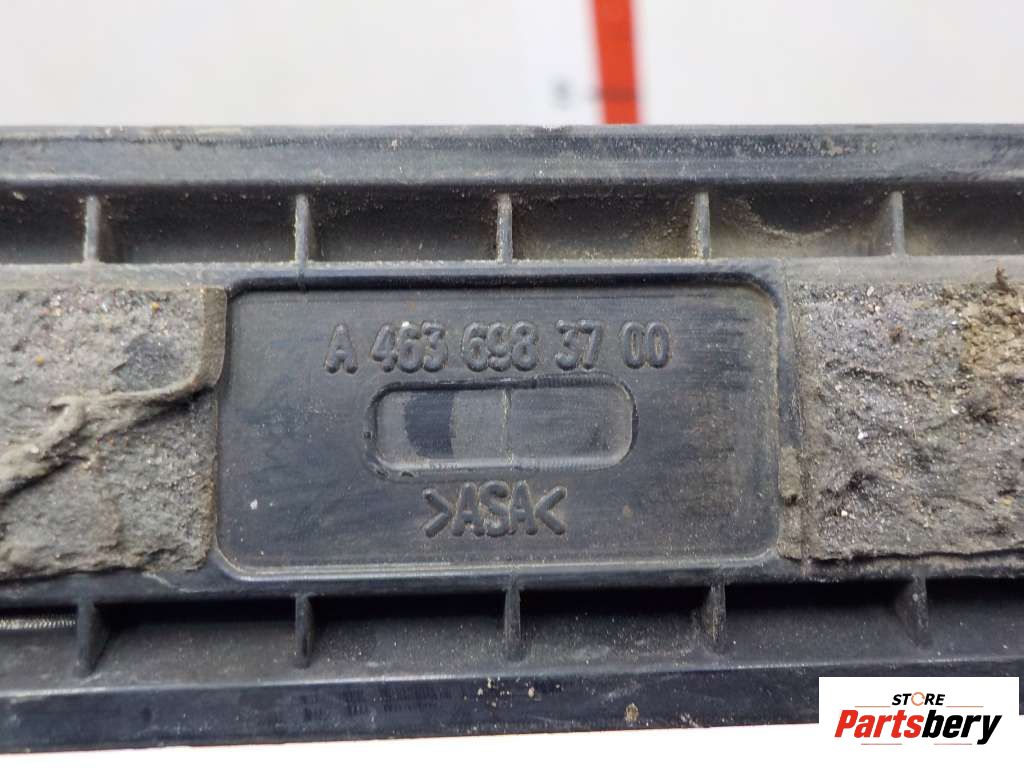 A 463 698 37 00
>ASA<
STORE
Partsbery